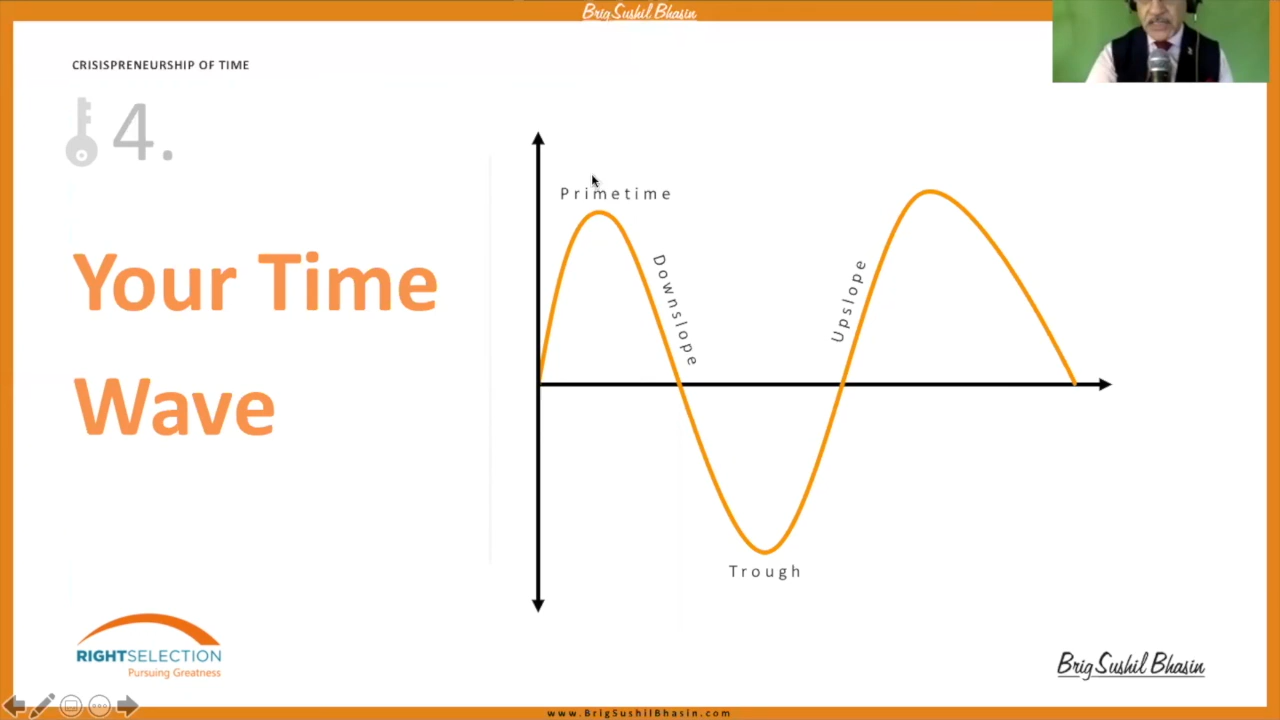 Brig Sushil Bhasin
CRISISPRENEURSHIP OF TIME
4.
Your Time
Wave
Primetime
Downslope
Upslope
Trough
RIGHTSELECTION
Pursuing Greatness
Brig Sushil Bhasin
www.BrigSushilBhasin.com